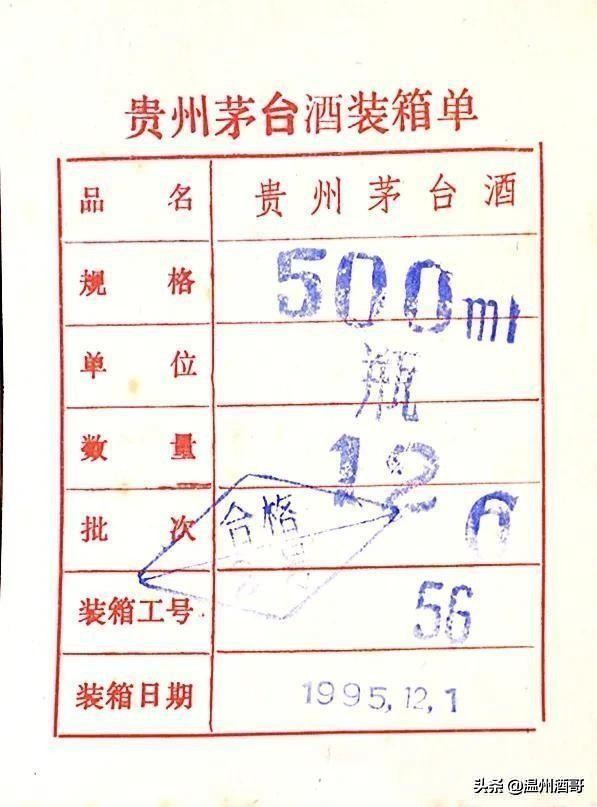 贵州茅台酒装箱单
品名 贵州茅台酒
规格 500ml
单位 瓶
数量 12
批次 6
合格
装箱工号 56
装箱日期 1995,12,1
头条 @温州酒哥